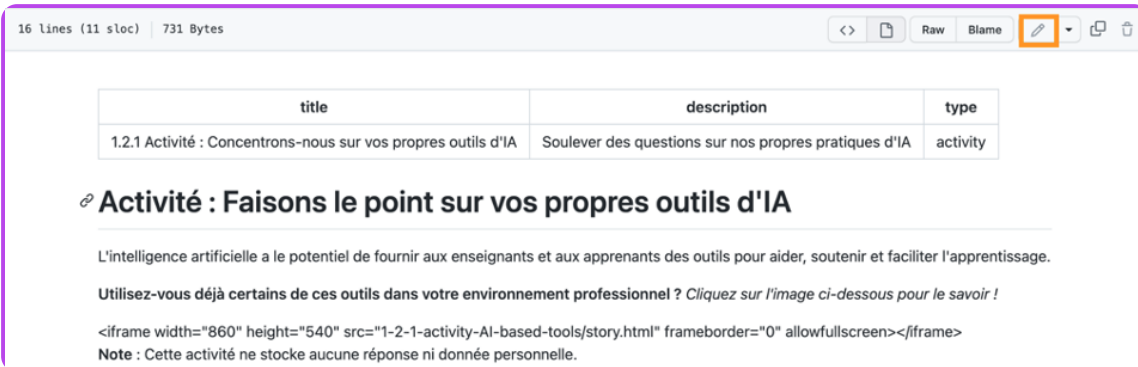 16 lines (11 sloc) 731 Bytes
<> Raw Blame
title description type
1.2.1 Activité : Concentrons-nous sur vos propres outils d'IA Soulever des questions sur nos propres pratiques d'IA activity
Activité : Faisons le point sur vos propres outils d'IA
L'intelligence artificielle a le potentiel de fournir aux enseignants et aux apprenants des outils pour aider, soutenir et faciliter l'apprentissage.
Utilisez-vous déjà certains de ces outils dans votre environnement professionnel ? Cliquez sur l'image ci-dessous pour le savoir !
<iframe width="860" height="540" src="1-2-1-activity-AI-based-tools/story.html" frameborder="0" allowfullscreen></iframe>
Note : Cette activité ne stocke aucune réponse ni donnée personnelle.